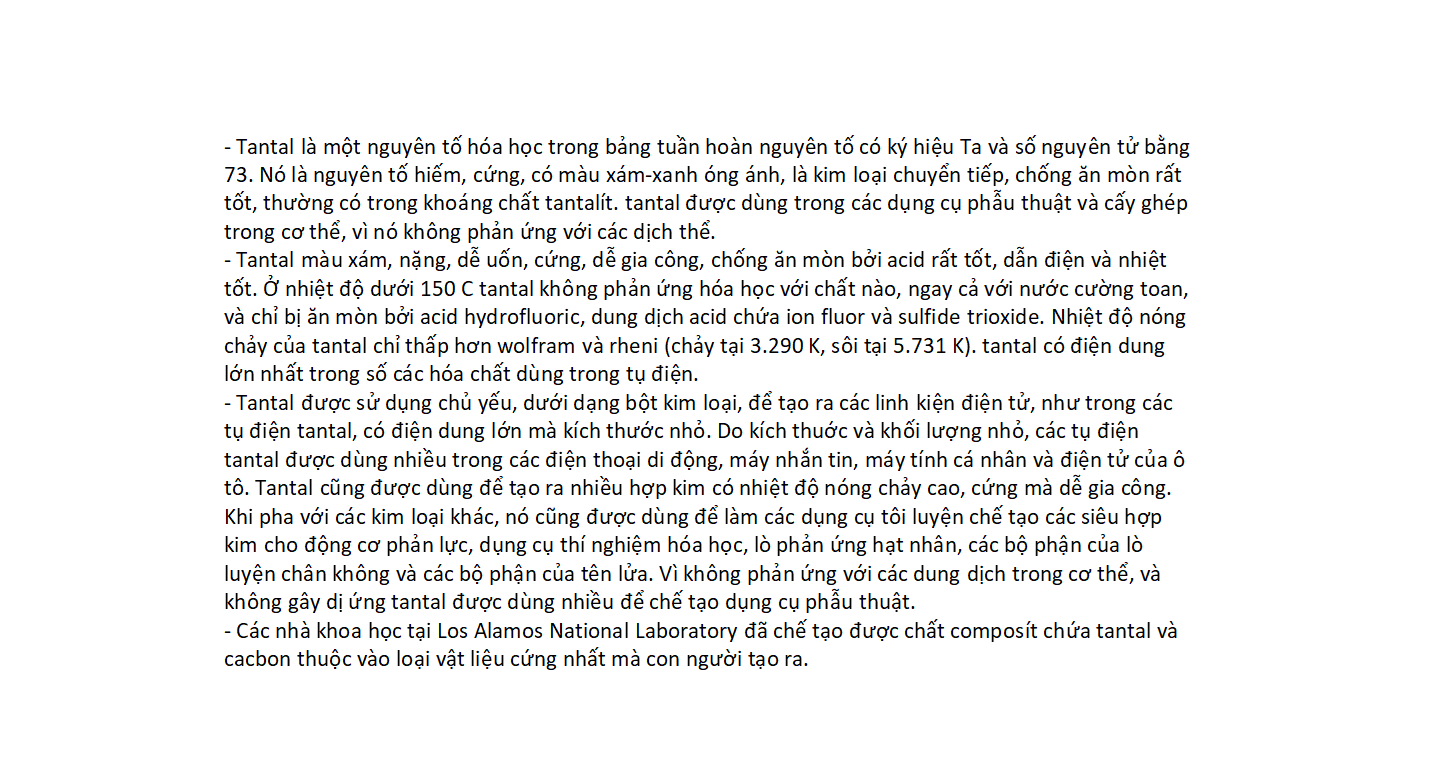 - Tantal là một nguyên tố hóa học trong bảng tuần hoàn nguyên tố có ký hiệu Ta và số nguyên tử bằng
73. Nó là nguyên tố hiếm, cứng, có màu xám-xanh óng ánh, là kim loại chuyển tiếp, chống ăn mòn rất
tốt, thường có trong khoáng chất tantalít. tantal được dùng trong các dụng cụ phẫu thuật và cấy ghép
trong cơ thể, vì nó không phản ứng với các dịch thể.
- Tantal màu xám, nặng, dễ uốn, cứng, dễ gia công, chống ăn mòn bởi acid rất tốt, dẫn điện và nhiệt
tốt. Ở nhiệt độ dưới 150 C tantal không phản ứng hóa học với chất nào, ngay cả với nước cường toan,
và chỉ bị ăn mòn bởi acid hydrofluoric, dung dịch acid chứa ion fluor và sulfide trioxide. Nhiệt độ nóng
chảy của tantal chỉ thấp hơn wolfram và rheni (chảy tại 3.290 K, sôi tại 5.731 K). tantal có điện dung
lớn nhất trong số các hóa chất dùng trong tụ điện.
- Tantal được sử dụng chủ yếu, dưới dạng bột kim loại, để tạo ra các linh kiện điện tử, như trong các
tụ điện tantal, có điện dung lớn mà kích thước nhỏ. Do kích thuớc và khối lượng nhỏ, các tụ điện
tantal được dùng nhiều trong các điện thoại di động, máy nhắn tin, máy tính cá nhân và điện tử của ô
tô. Tantal cũng được dùng để tạo ra nhiều hợp kim có nhiệt độ nóng chảy cao, cứng mà dễ gia công.
Khi pha với các kim loại khác, nó cũng được dùng để làm các dụng cụ tôi luyện chế tạo các siêu hợp
kim cho động cơ phản lực, dụng cụ thí nghiệm hóa học, lò phản ứng hạt nhân, các bộ phận của lò
luyện chân không và các bộ phận của tên lửa. Vì không phản ứng với các dung dịch trong cơ thể, và
không gây dị ứng tantal được dùng nhiều để chế tạo dụng cụ phẫu thuật.
- Các nhà khoa học tại Los Alamos National Laboratory đã chế tạo được chất composít chứa tantal và
cacbon thuộc vào loại vật liệu cứng nhất mà con người tạo ra.